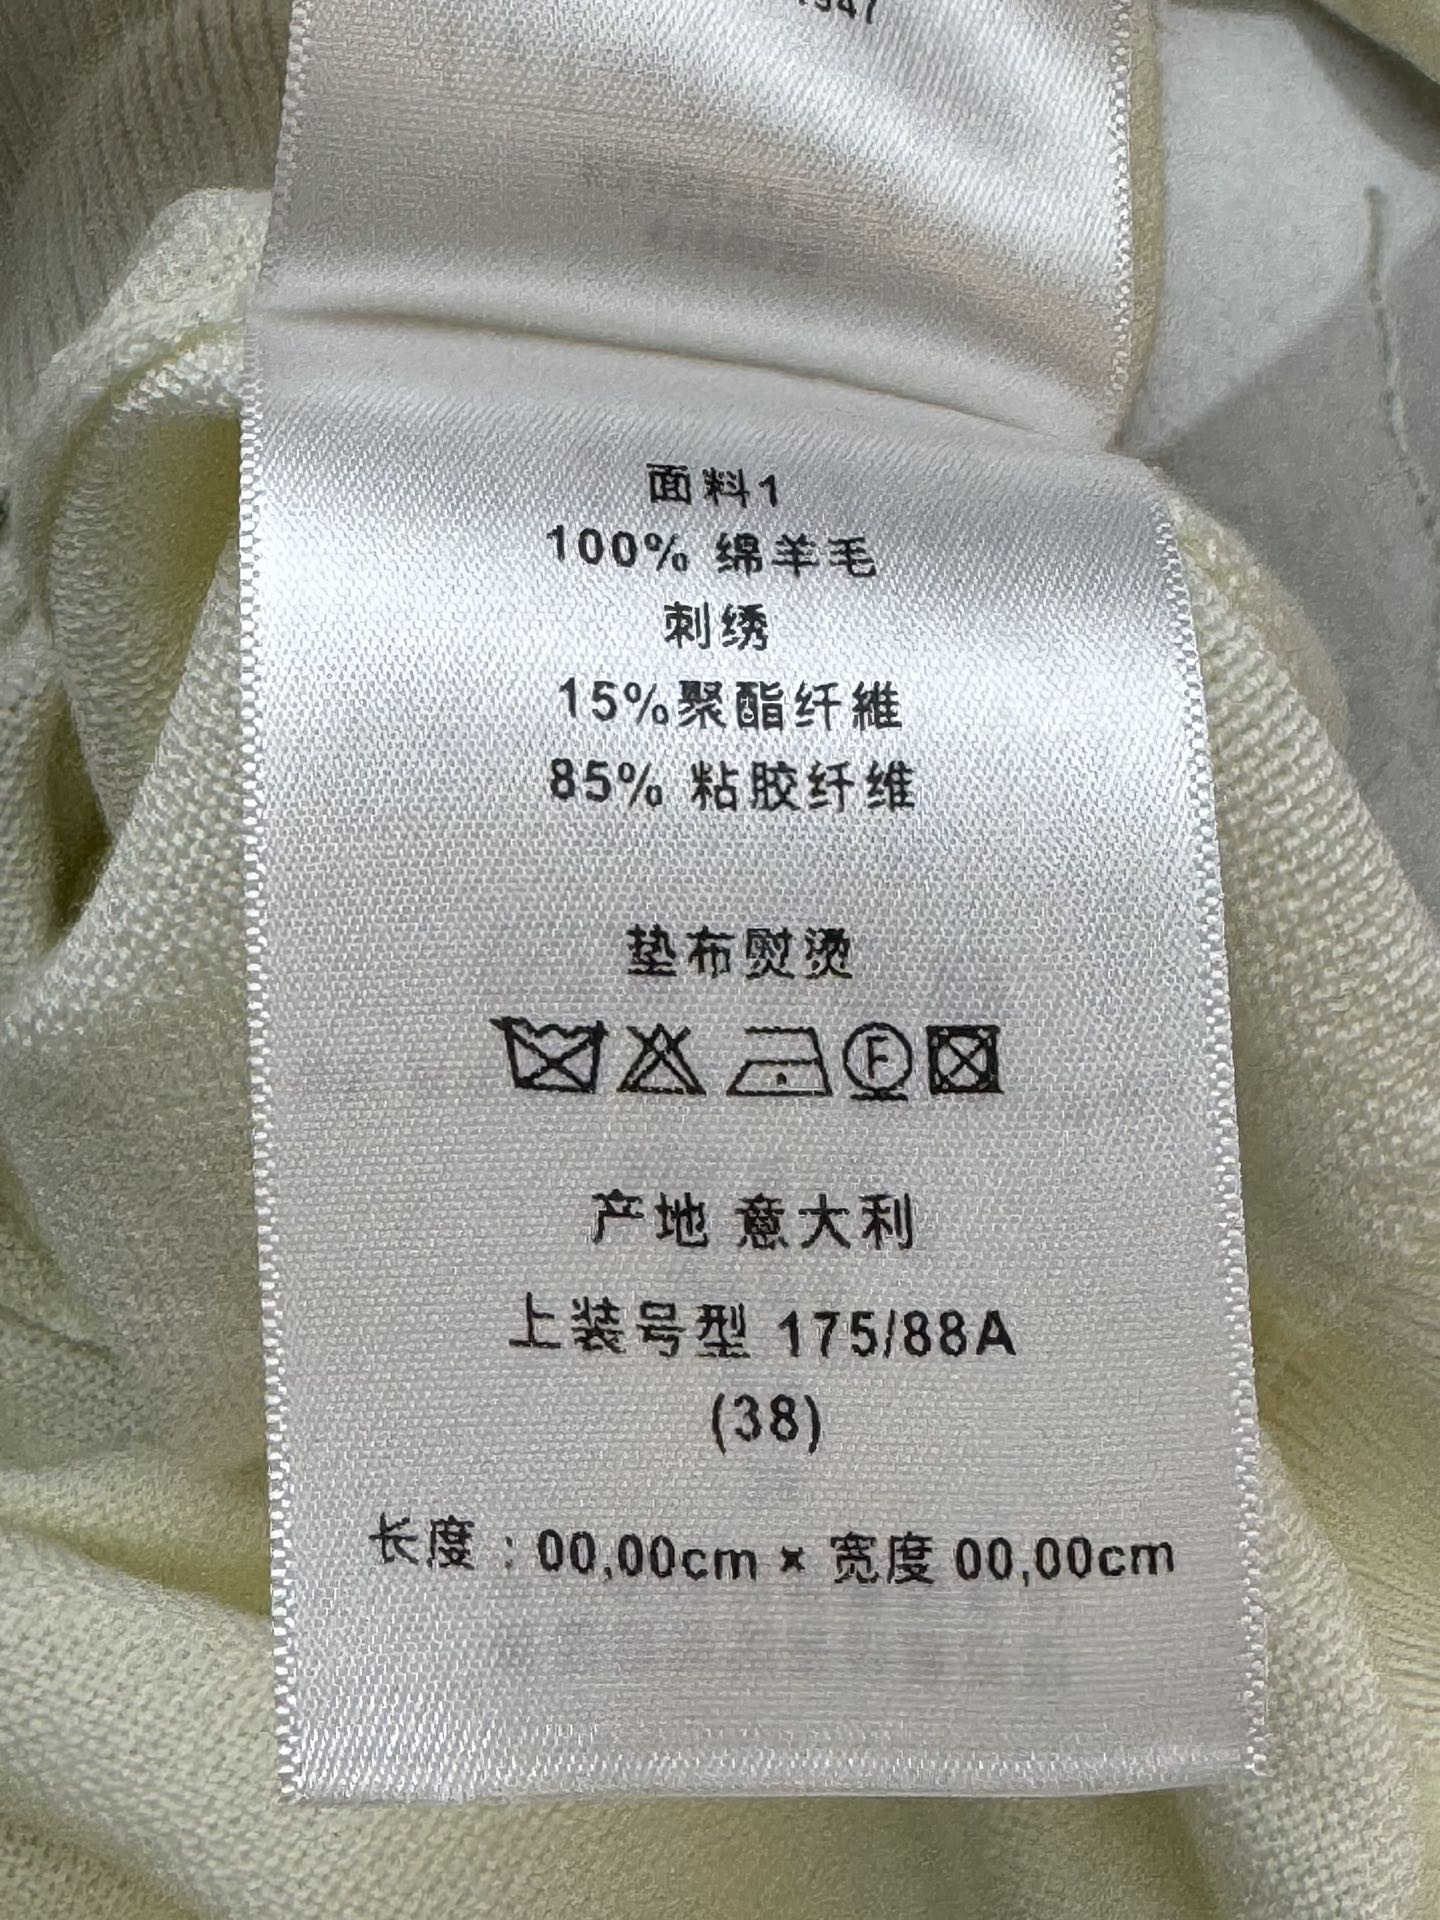 面料1
100% 绵羊毛
刺绣
15%聚酯纤維
85% 粘胶纤维
垫布熨烫
F
产地 意大利
上装号型 175/88A
(38)
长度：00,00cm × 宽度 00,00cm